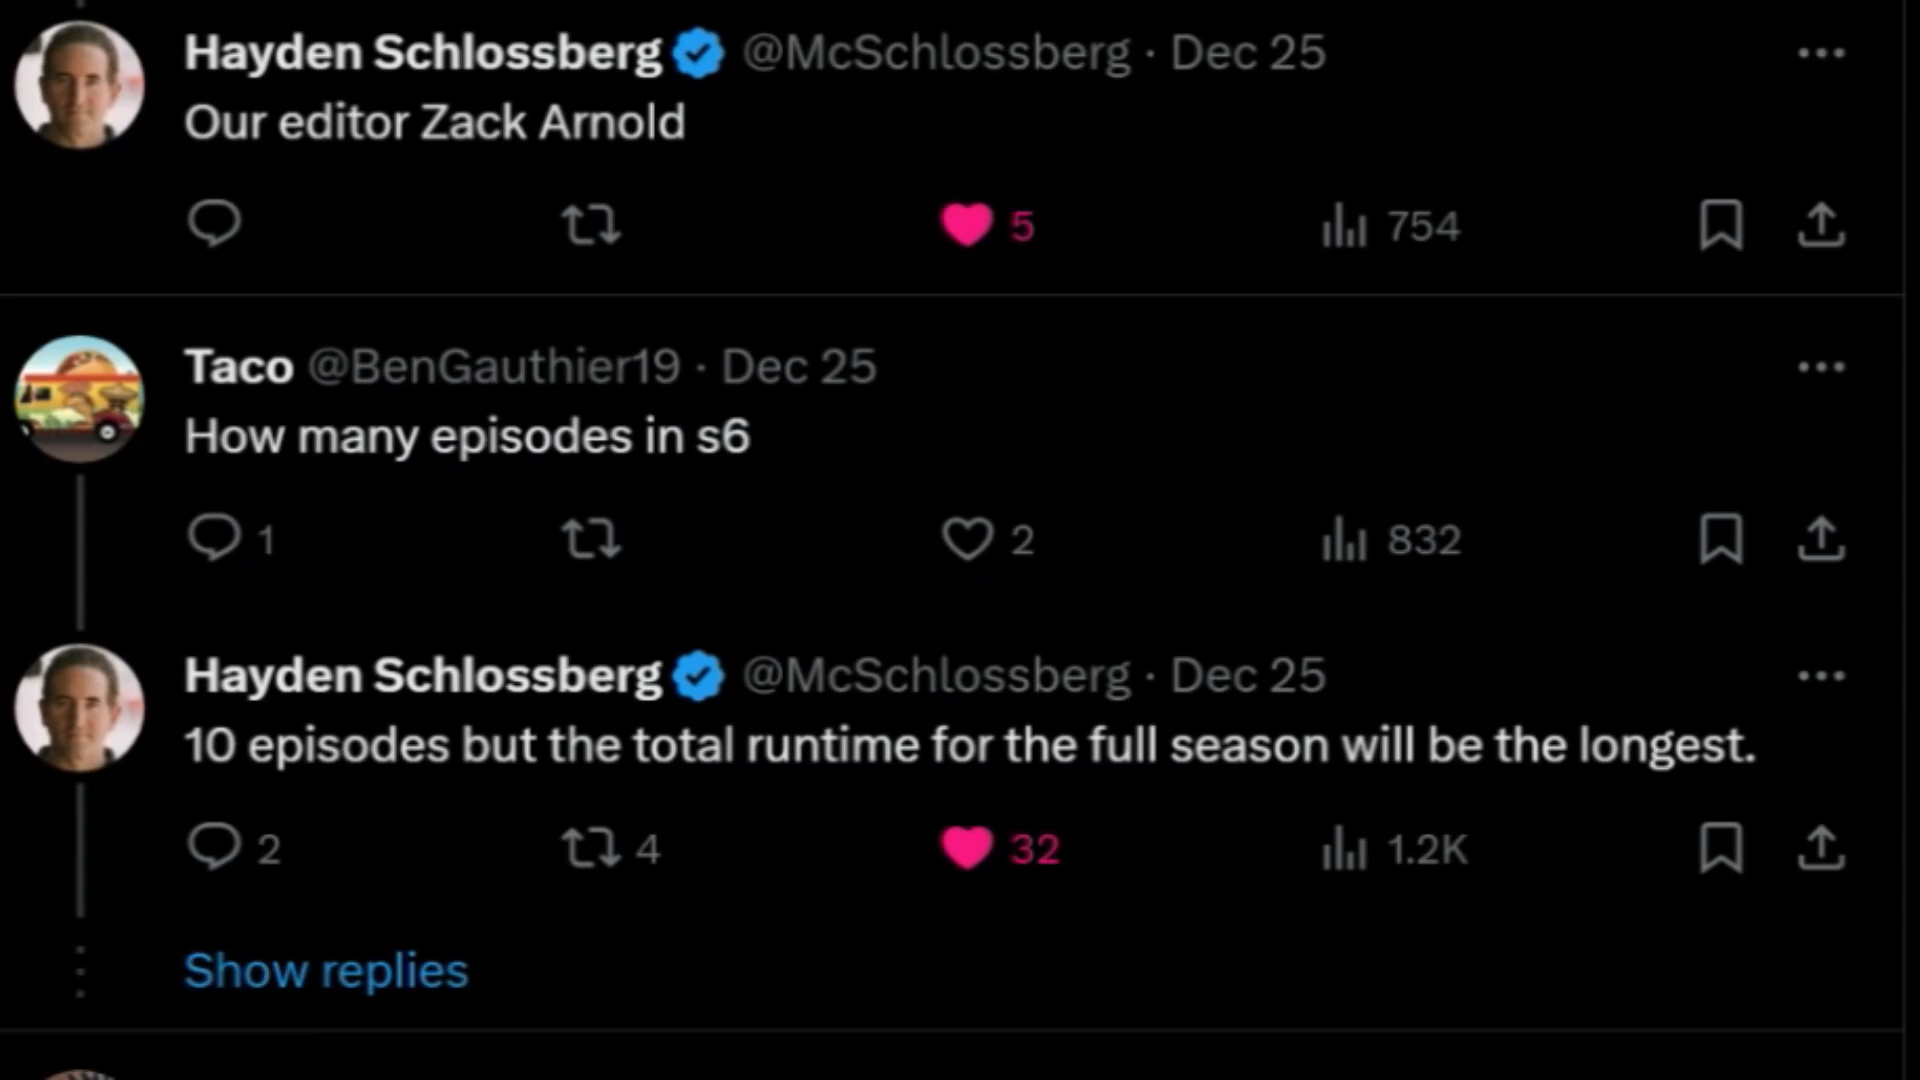 Hayden Schlossberg @McSchlossberg · Dec 25
Our editor Zack Arnold
5 754
Taco @BenGauthier19 · Dec 25
How many episodes in s6
1 2 832
Hayden Schlossberg @McSchlossberg · Dec 25
10 episodes but the total runtime for the full season will be the longest.
2 4 32 1.2K
Show replies